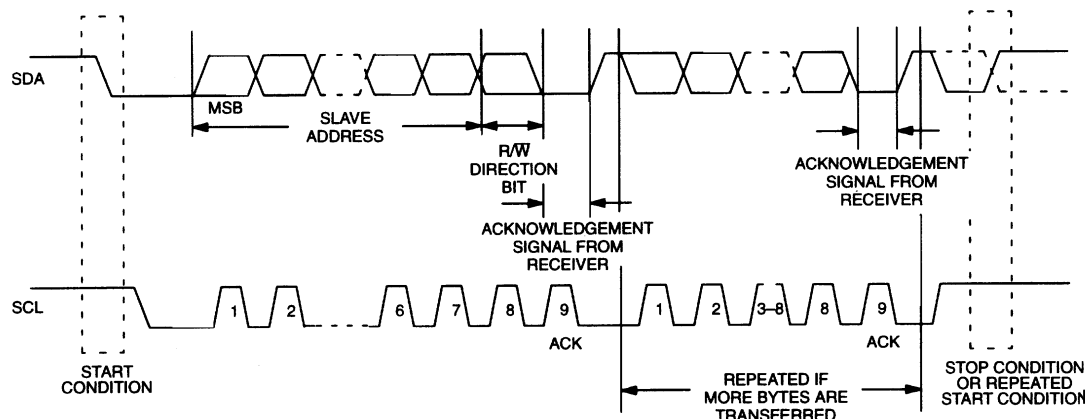 SDA
MSB
SLAVE
ADDRESS
R/W̅
DIRECTION
BIT
ACKNOWLEDGEMENT
SIGNAL FROM
RECEIVER
ACKNOWLEDGEMENT
SIGNAL FROM
RECEIVER
SCL
1 2 6 7 8 9 1 2 3–8 8 9
ACK ACK
START
CONDITION
REPEATED IF
MORE BYTES ARE
TRANSFERRED
STOP CONDITION
OR REPEATED
START CONDITION